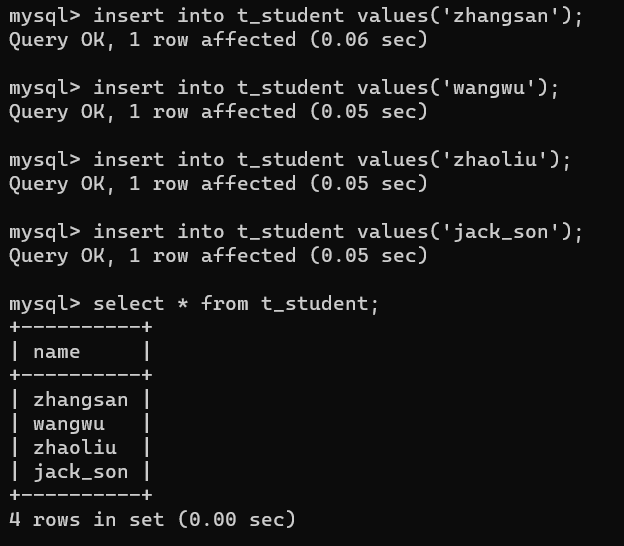 mysql> insert into t_student values('zhangsan');
Query OK, 1 row affected (0.06 sec)

mysql> insert into t_student values('wangwu');
Query OK, 1 row affected (0.05 sec)

mysql> insert into t_student values('zhaoliu');
Query OK, 1 row affected (0.05 sec)

mysql> insert into t_student values('jack_son');
Query OK, 1 row affected (0.05 sec)

mysql> select * from t_student;
+----------+
| name     |
+----------+
| zhangsan |
| wangwu   |
| zhaoliu  |
| jack_son |
+----------+
4 rows in set (0.00 sec)